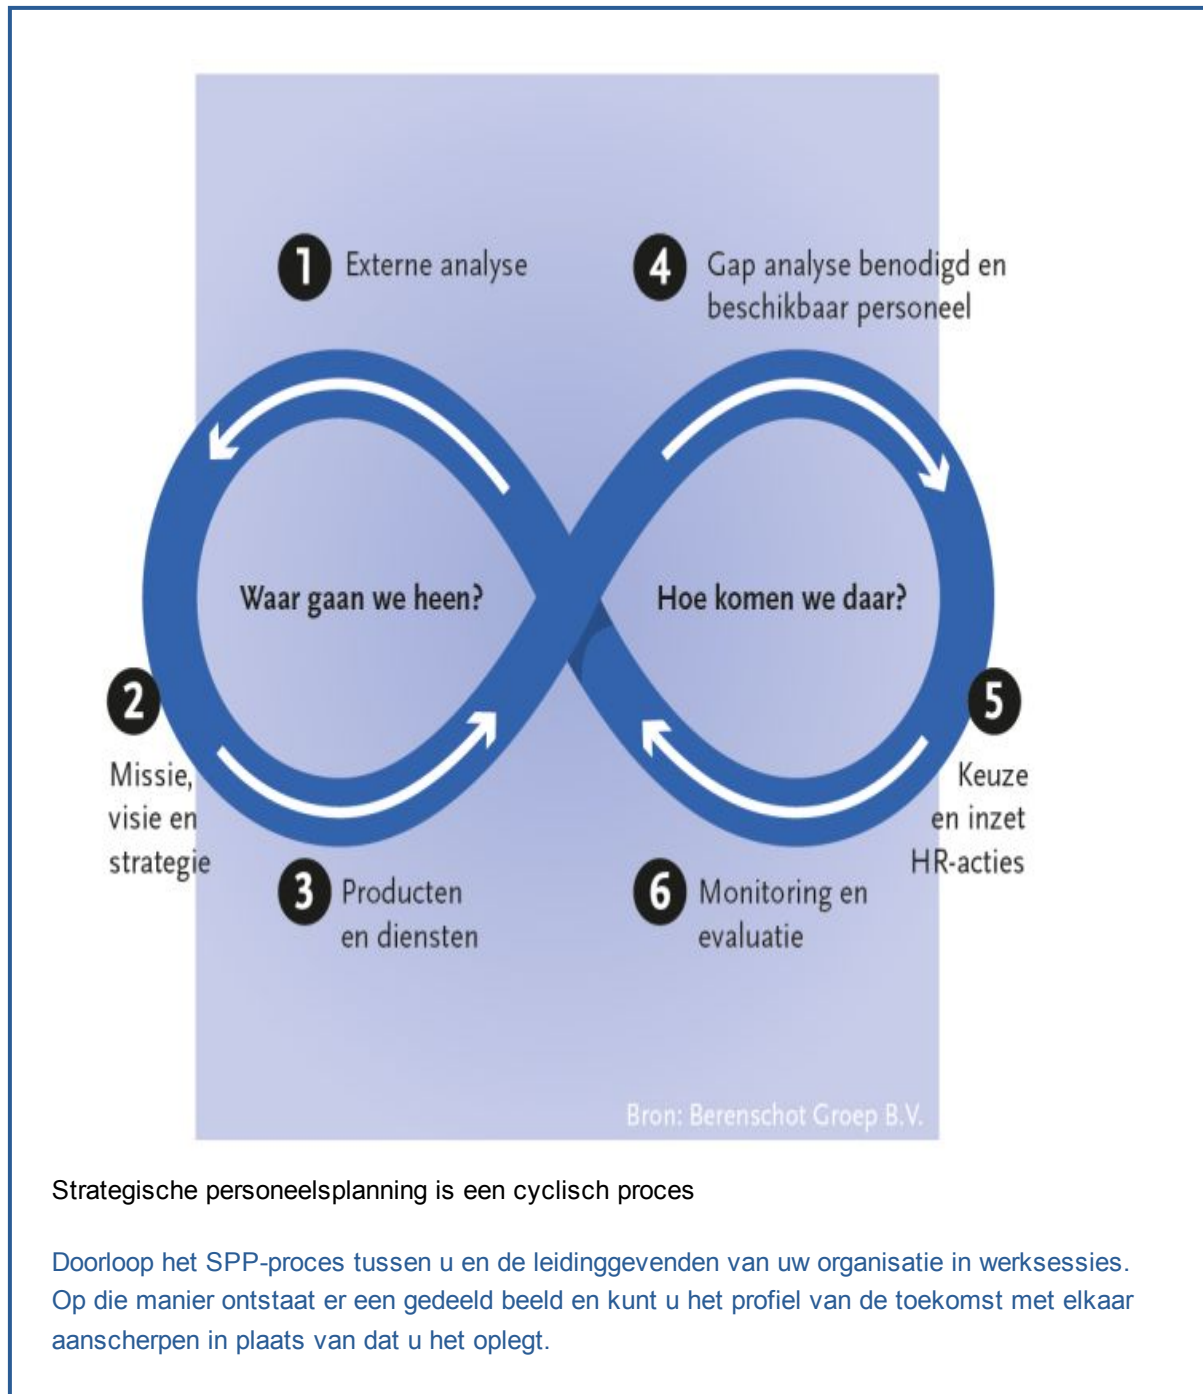 1 Externe analyse
4 Gap analyse benodigd en
beschikbaar personeel
Waar gaan we heen?
Hoe komen we daar?
2
Missie,
visie en
strategie
5
Keuze
en inzet
HR-acties
3 Producten
en diensten
6 Monitoring en
evaluatie
Bron: Berenschot Groep B.V.
Strategische personeelsplanning is een cyclisch proces
Doorloop het SPP-proces tussen u en de leidinggevenden van uw organisatie in werksessies.
Op die manier ontstaat er een gedeeld beeld en kunt u het profiel van de toekomst met elkaar
aanscherpen in plaats van dat u het oplegt.